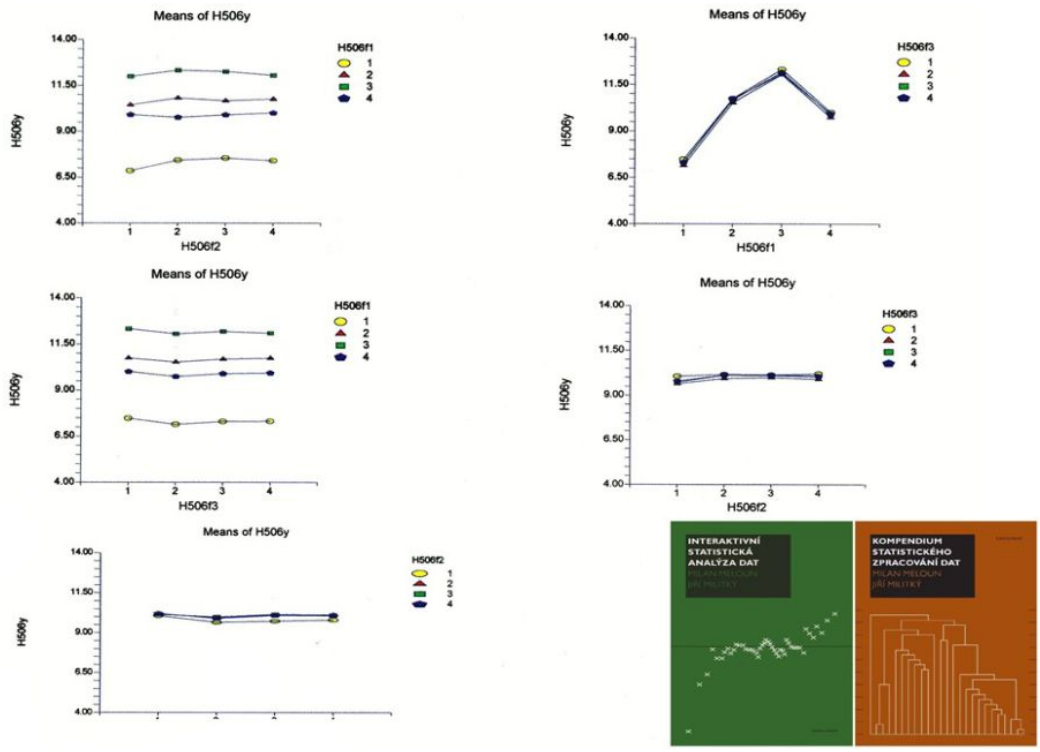 Means of H506y
H506y
14.00
11.50
9.00
6.50
4.00
1 2 3 4
H506f2
H506f1
1
2
3
4
Means of H506y
H506y
14.00
11.50
9.00
6.50
4.00
1 2 3 4
H506f1
H506f3
1
2
3
4
Means of H506y
H506y
14.00
11.50
9.00
6.50
4.00
1 2 3 4
H506f3
H506f1
1
2
3
4
Means of H506y
H506y
14.00
11.50
9.00
6.50
4.00
1 2 3 4
H506f2
H506f3
1
2
3
4
Means of H506y
H506y
14.00
11.50
9.00
6.50
4.00
H506f2
1
2
3
4
INTERAKTIVNÍ
STATISTICKÁ
ANALÝZA DAT
MILAN MELOUN
JIŘÍ MILITKÝ
KOMPENDIUM
STATISTICKÉHO
ZPRACOVÁNÍ DAT
MILAN MELOUN
JIŘÍ MILITKÝ